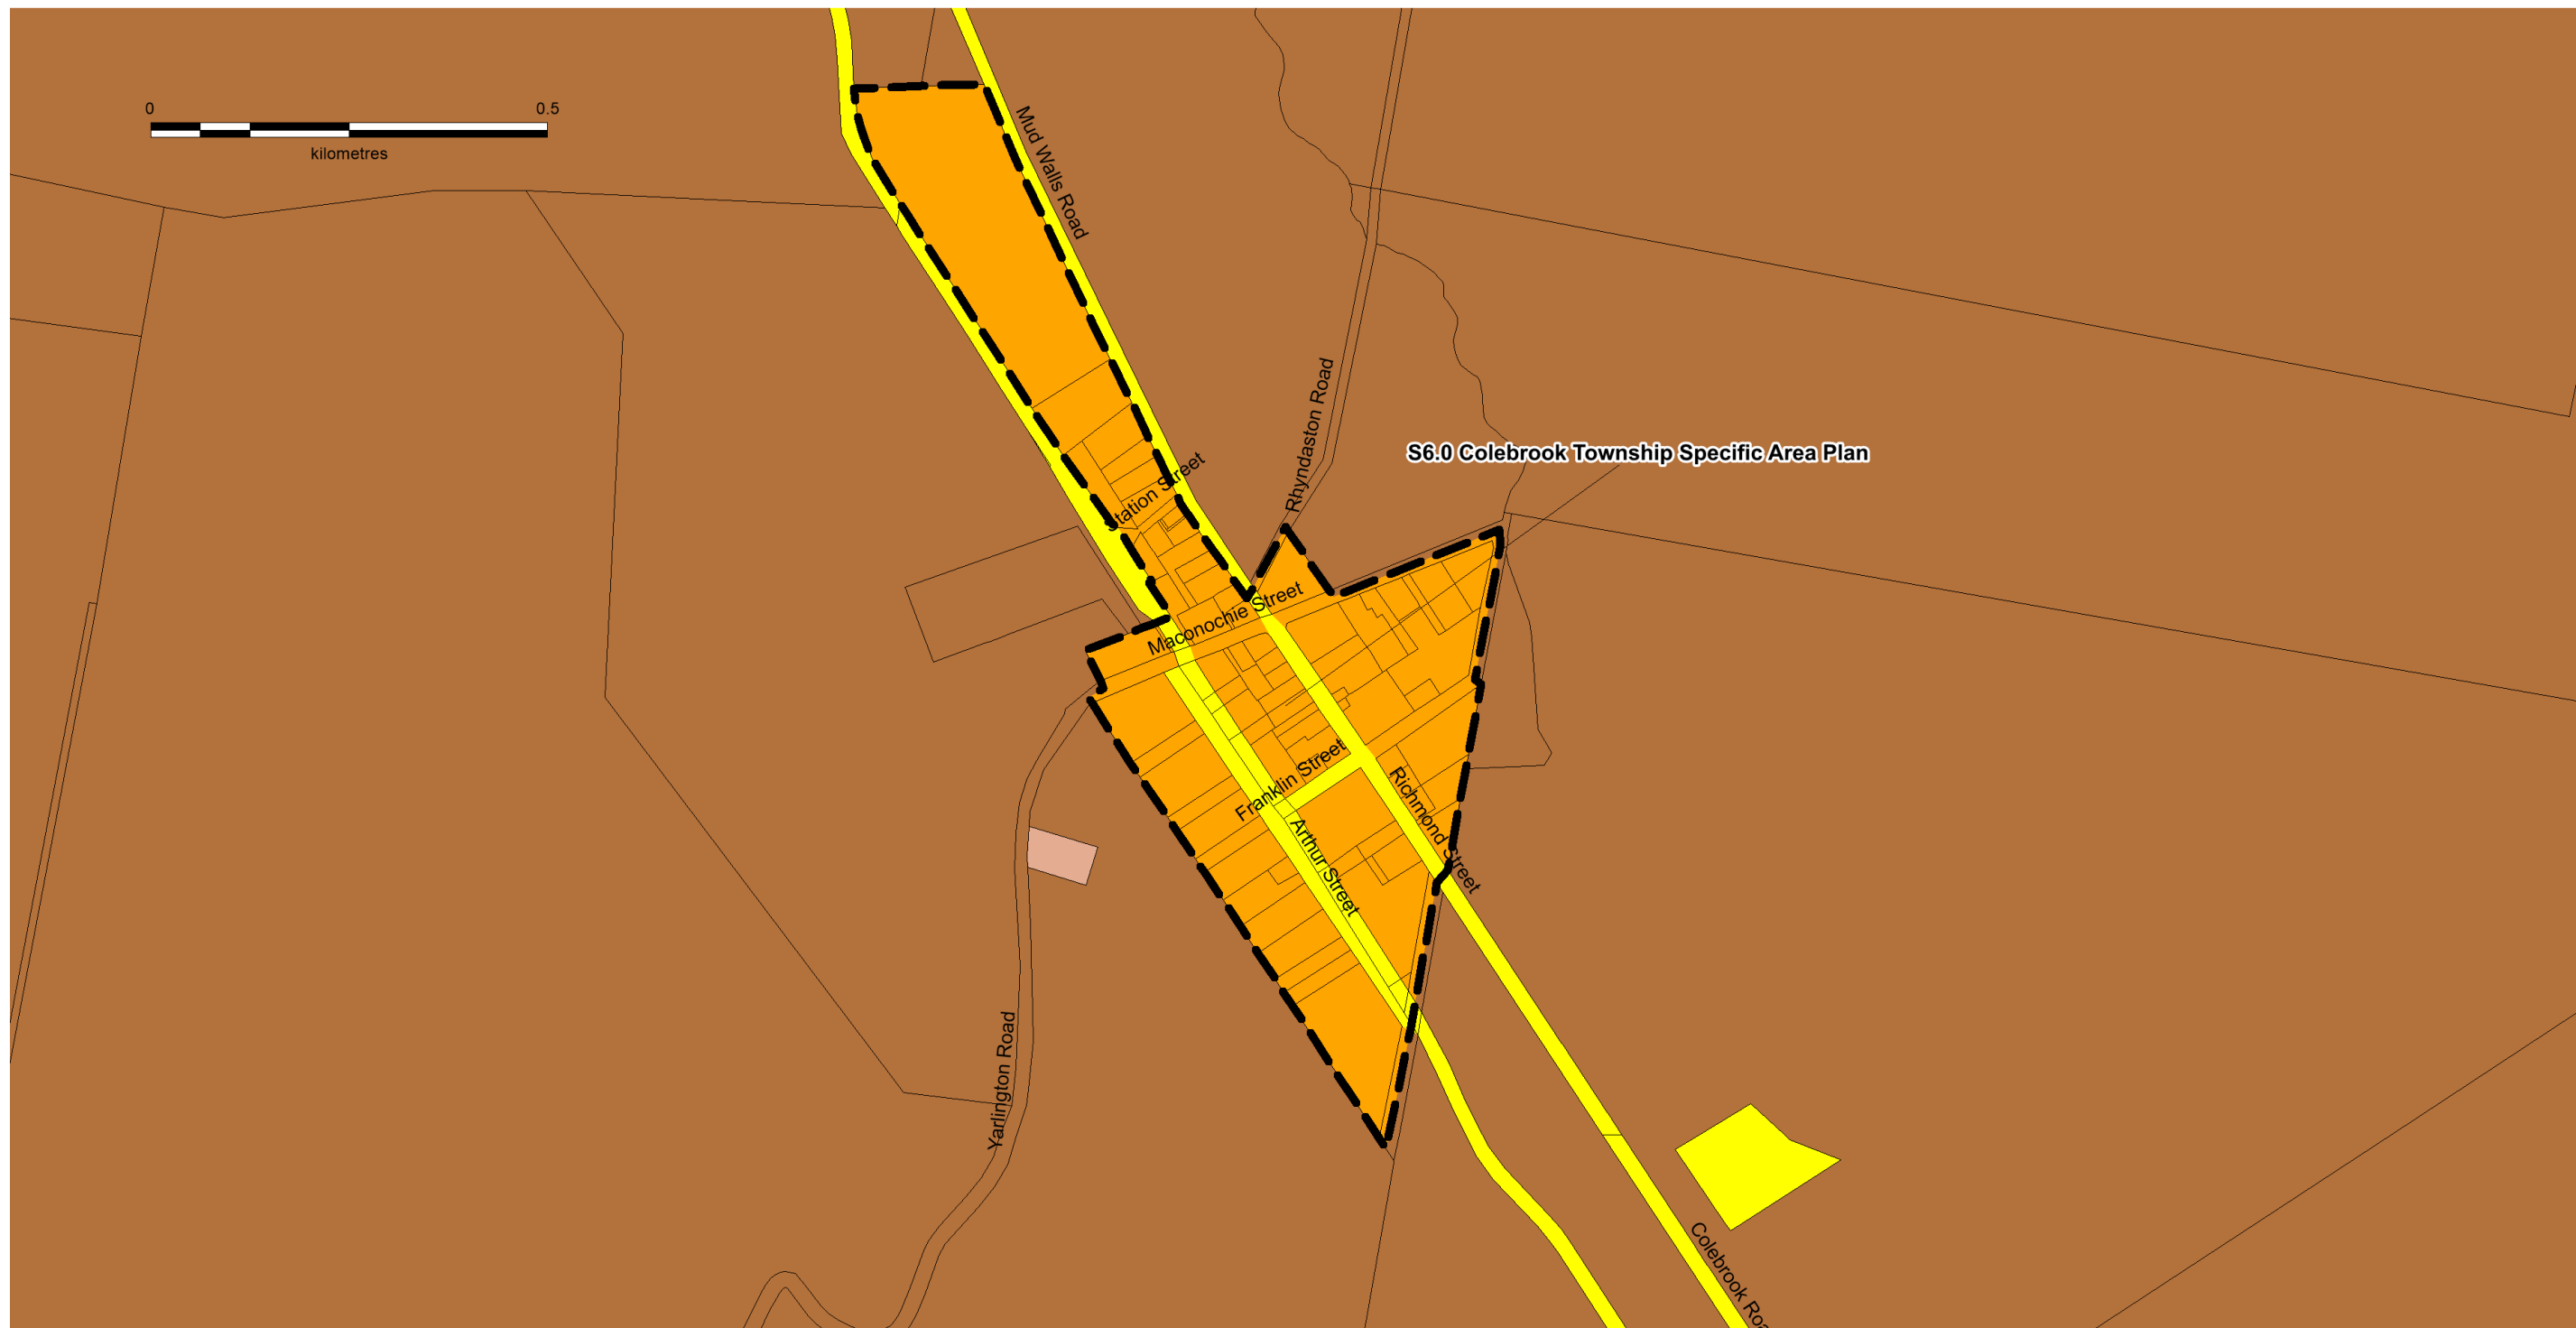 0 0.5
kilometres
Mud Walls Road
Rhyndaston Road
S6.0 Colebrook Township Specific Area Plan
Station Street
Maconochie Street
Franklin Street
Richmond Street
Arthur Street
Yarlington Road
Colebrook